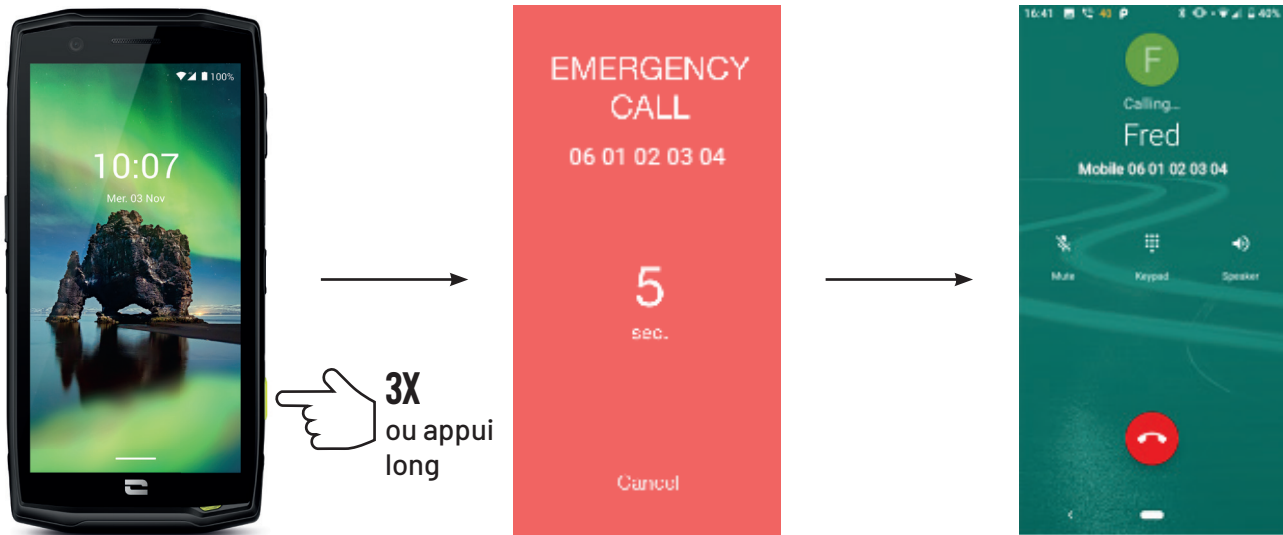 100%
10:07
Mer. 03 Nov
3X
ou appui
long
EMERGENCY
CALL
06 01 02 03 04
5
sec.
Cancel
16:41 40 P 40%
F
Calling...
Fred
Mobile 06 01 02 03 04
Mute Keypad Speaker